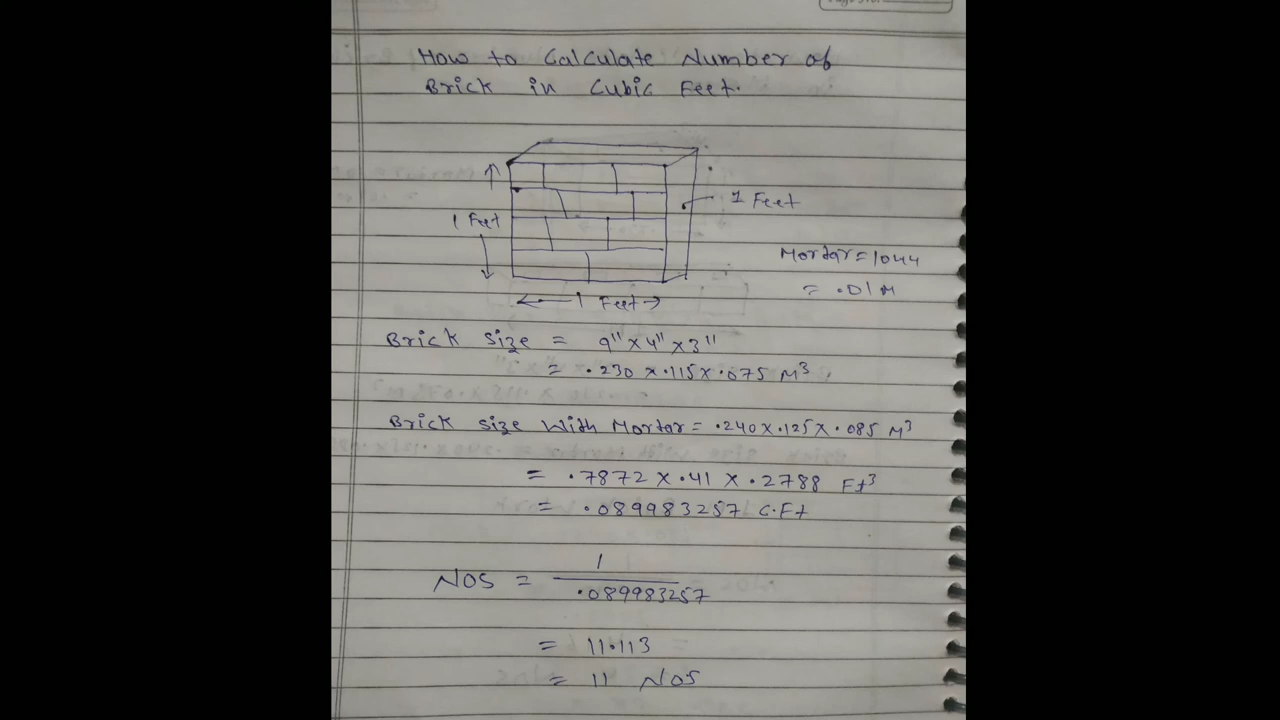 How to Calculate Number of
Brick in Cubic Feet.
1 Feet
1 Feet
Mortar = 10mm
= .01 M
1 Feet
Brick Size = 9" x 4" x 3"
= .230 x .115 x .075 M³
Brick size With Mortar = .240 x .125 x .085 M³
= .7872 x .41 x .2788 Ft³
= .089983257 C.Ft
NOS = 1
.089983257
= 11.113
= 11 NOS